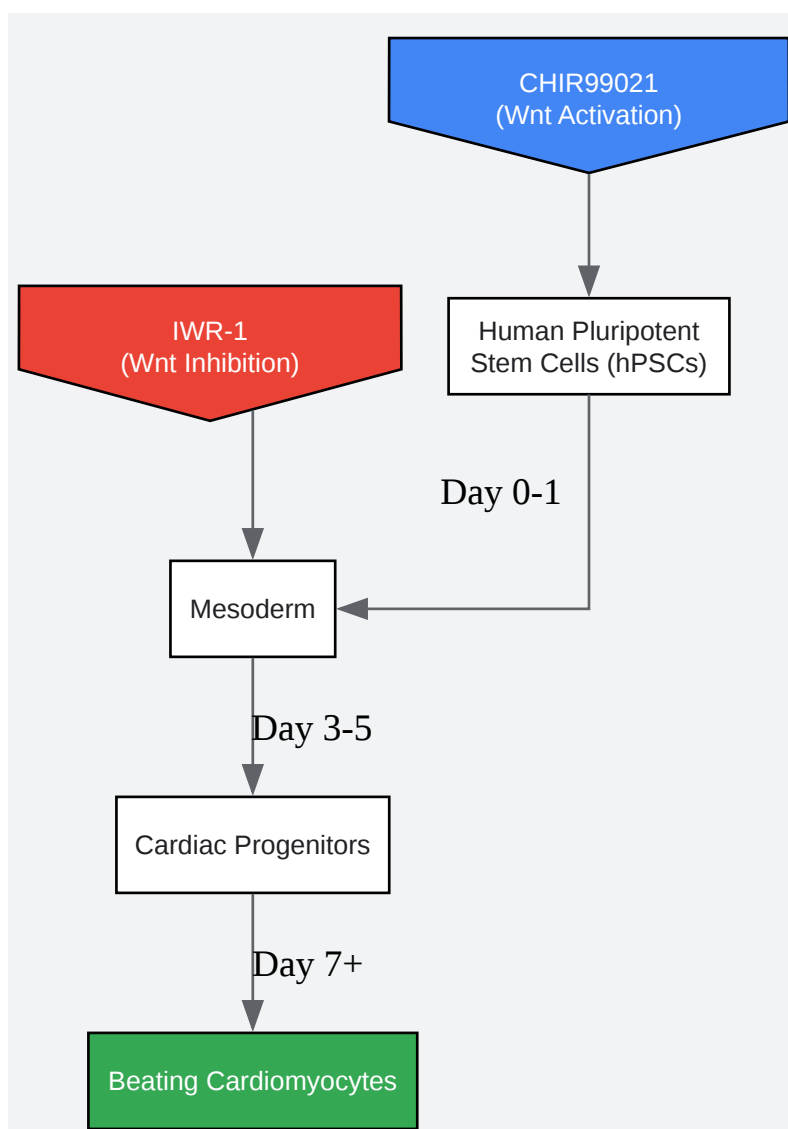 CHIR99021
(Wnt Activation)
IWR-1
(Wnt Inhibition)
Human Pluripotent
Stem Cells (hPSCs)
Day 0-1
Mesoderm
Day 3-5
Cardiac Progenitors
Day 7+
Beating Cardiomyocytes